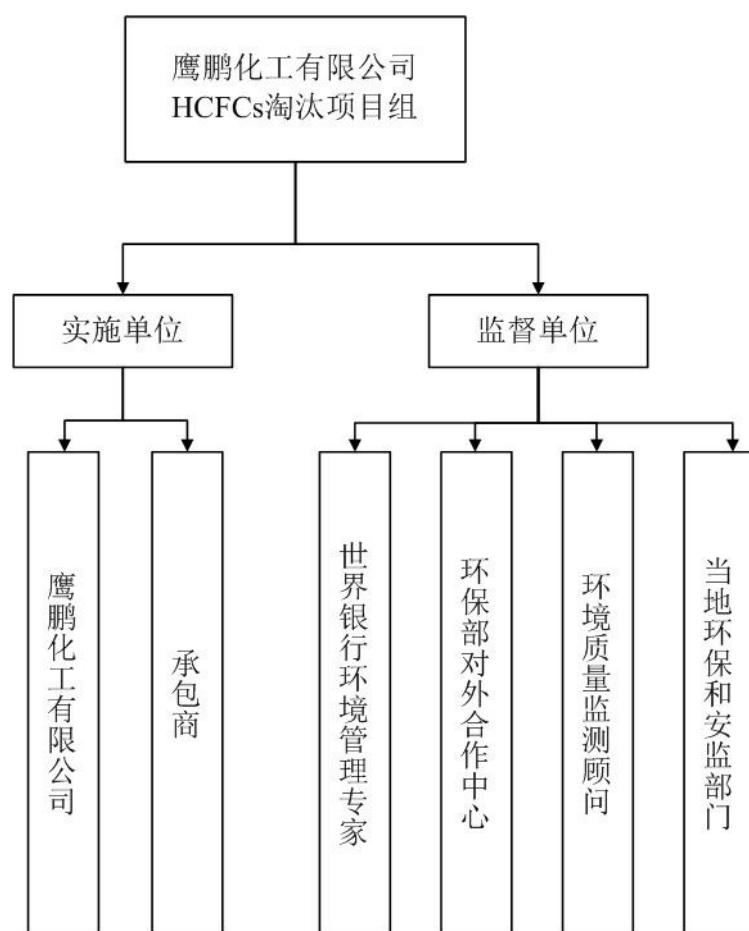 鹰鹏化工有限公司
HCFCs淘汰项目组
实施单位
监督单位
鹰鹏化工有限公司
承包商
世界银行环境管理专家
环保部对外合作中心
环境质量监测顾问
当地环保和安监部门